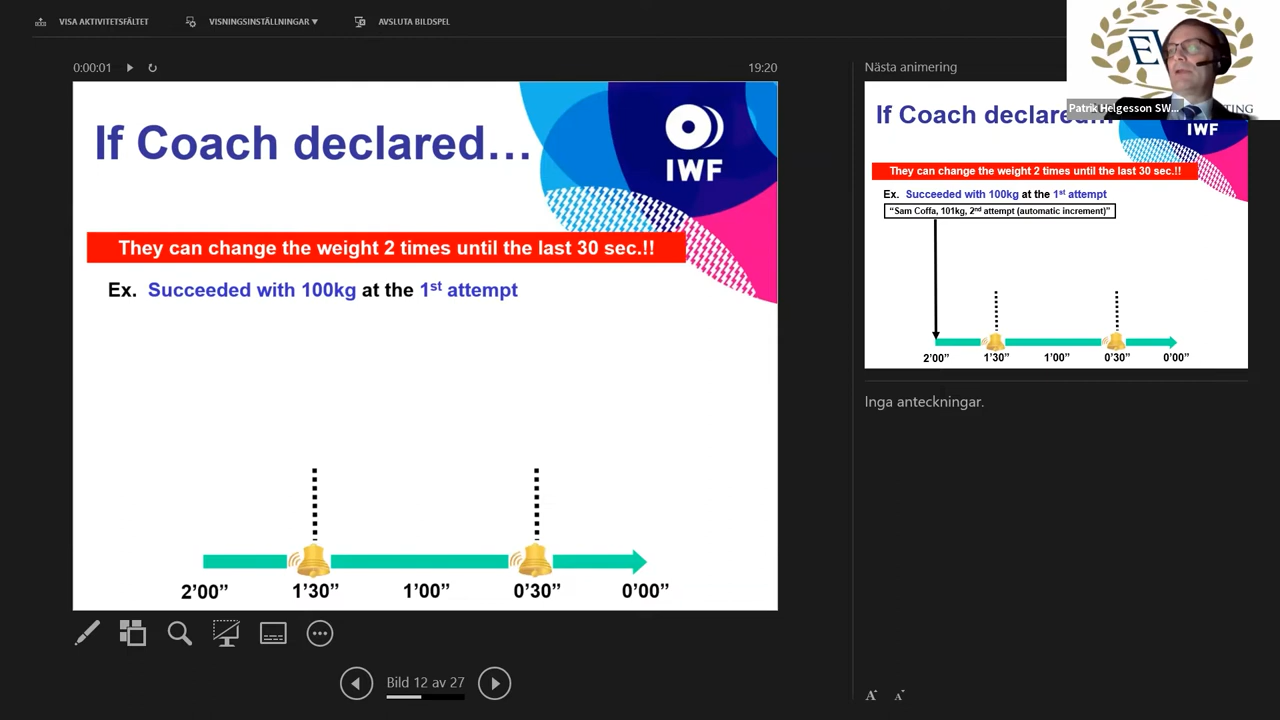 VISA AKTIVITETSFÄLTET
VISNINGSINSTÄLLNINGAR ▼
AVSLUTA BILDSPEL
0:00:01
19:20
If Coach declared…
IWF
They can change the weight 2 times until the last 30 sec.!!
Ex. Succeeded with 100kg at the 1st attempt
2’00” 1’30” 1’00” 0’30” 0’00”
Bild 12 av 27
Nästa animering
Patrik Helgesson SW...
If Coach declared…
IWF
They can change the weight 2 times until the last 30 sec.!!
Ex. Succeeded with 100kg at the 1st attempt
“Sam Coffa, 101kg, 2nd attempt (automatic increment)”
2’00” 1’30” 1’00” 0’30” 0’00”
Inga anteckningar.
A A